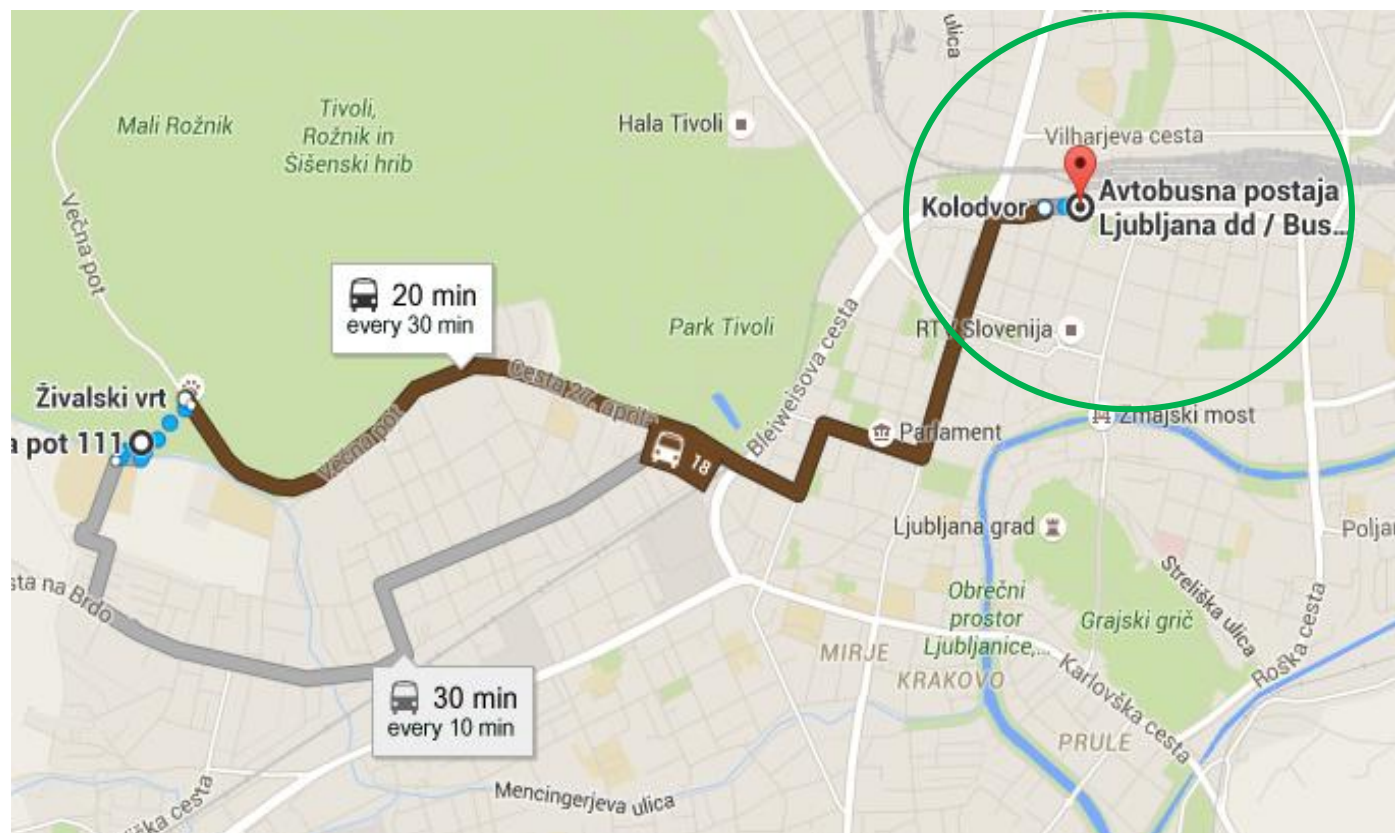 ulica
Mali Rožnik
Tivoli,
Rožnik in
Šišenski hrib
Hala Tivoli
Vilharjeva cesta
Večna pot
Kolodvor
Avtobusna postaja
Ljubljana dd / Bus...
20 min
every 30 min
Park Tivoli
RTV Slovenija
Bleiweisova cesta
Živalski vrt
a pot 111
Cesta 27. aprila
Večna pot
18
Parlament
Zmajski most
Ljubljana grad
Poljan
Streliška ulica
sta na Brdo
Obrečni
prostor
Ljubljanice,...
Grajski grič
Roška cesta
MIRJE
KRAKOVO
Karlovška cesta
30 min
every 10 min
PRULE
Mencingerjeva ulica
ška cesta